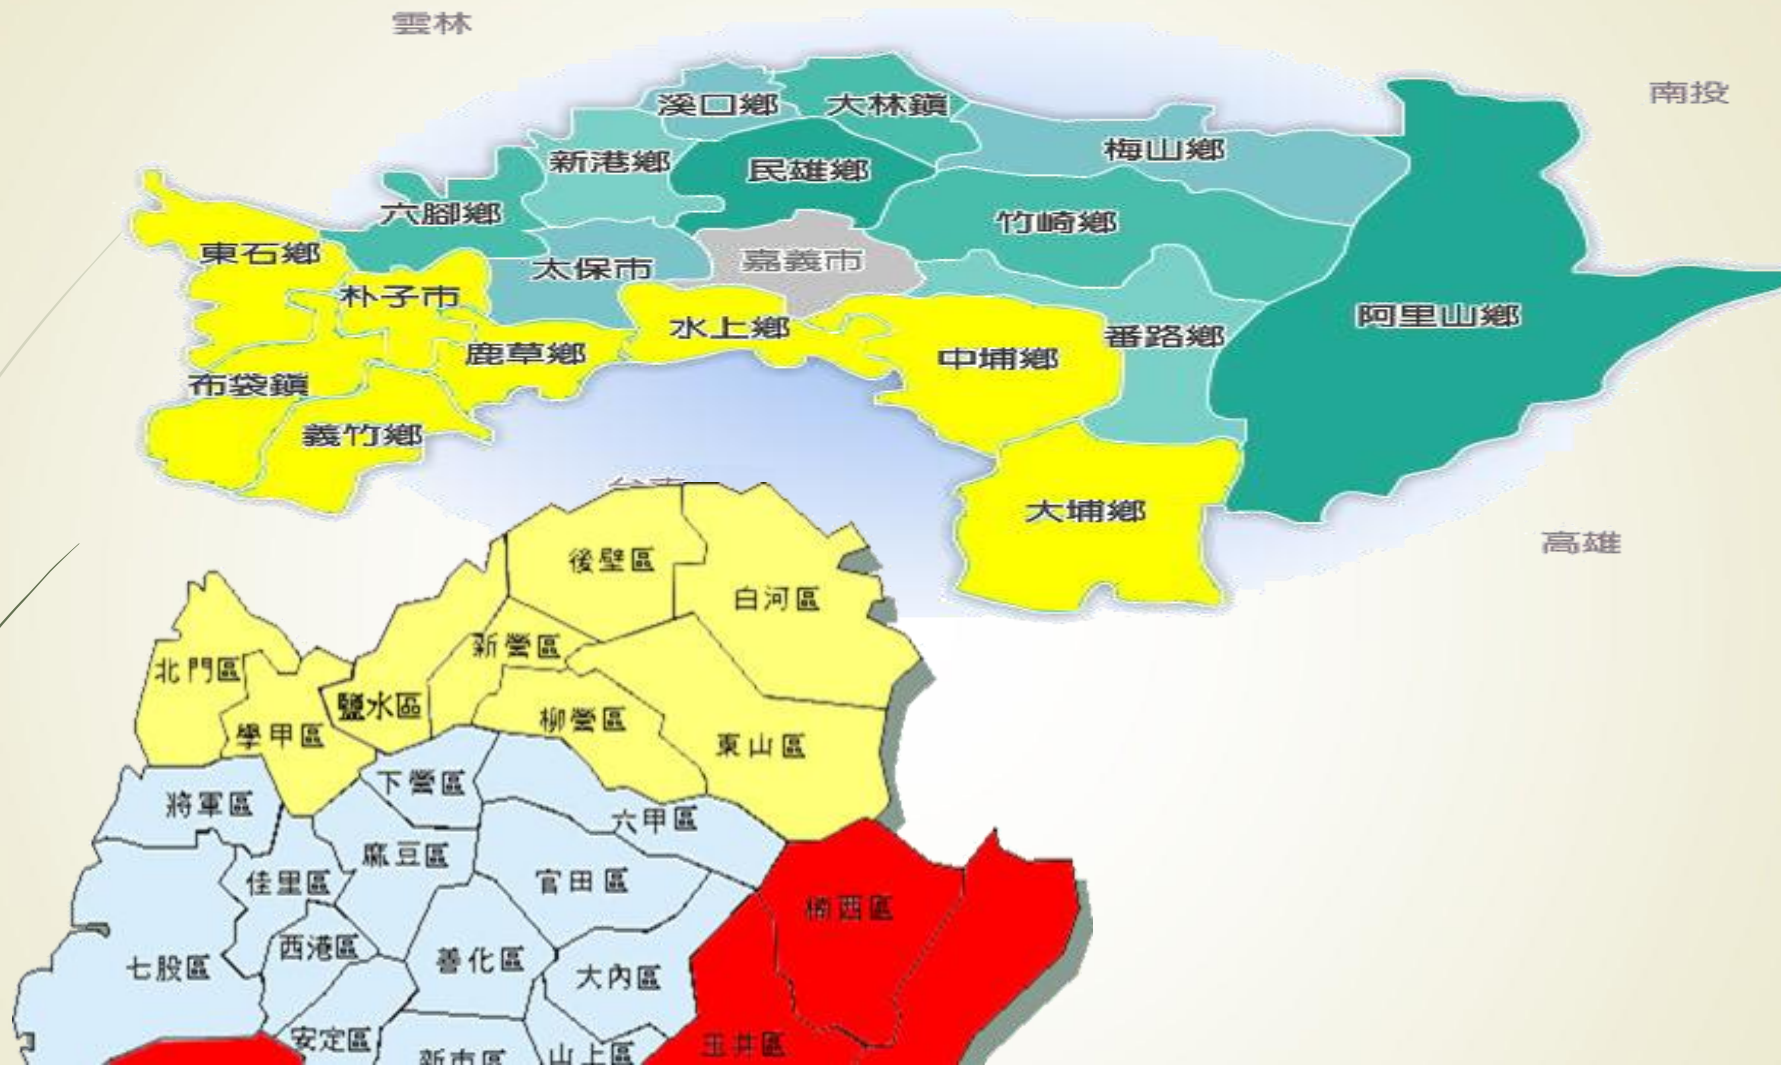 雲林
南投
溪口鄉
大林鎮
梅山鄉
新港鄉
民雄鄉
六腳鄉
竹崎鄉
東石鄉
太保市
嘉義市
朴子市
阿里山鄉
水上鄉
番路鄉
鹿草鄉
中埔鄉
布袋鎮
義竹鄉
大埔鄉
高雄
後壁區
白河區
新營區
北門區
鹽水區
柳營區
學甲區
東山區
下營區
將軍區
六甲區
麻豆區
佳里區
官田區
楠西區
西港區
善化區
七股區
大內區
安定區
玉井區
新市區
山上區